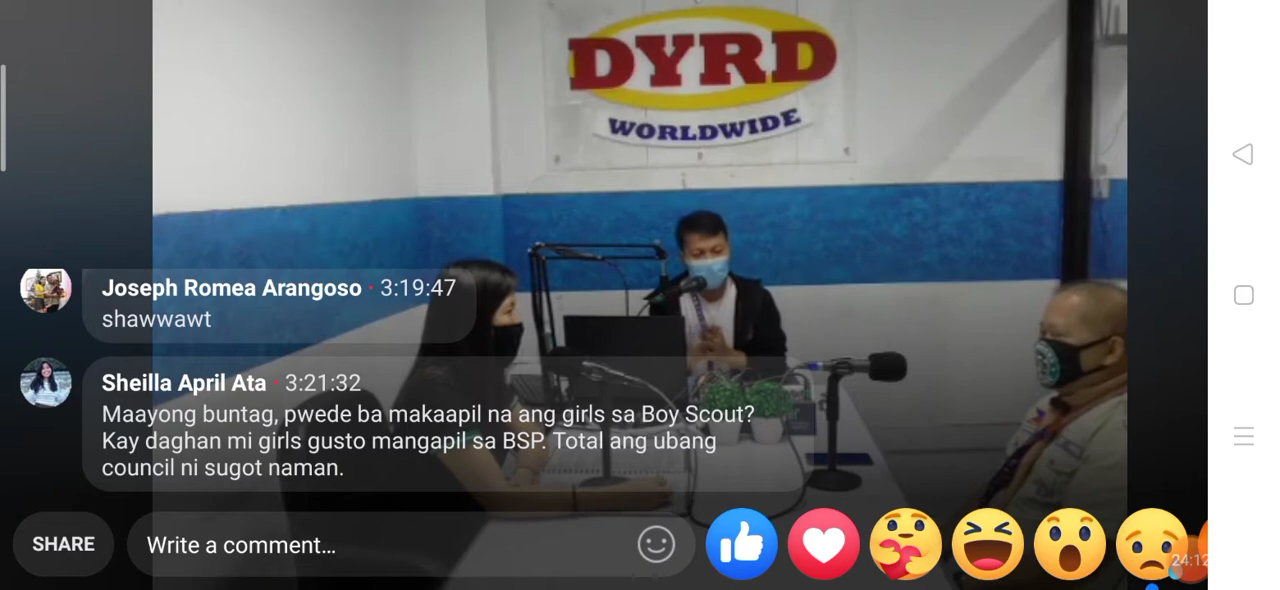 DYRD
WORLDWIDE
Joseph Romea Arangoso · 3:19:47
shawwawt
Sheilla April Ata · 3:21:32
Maayong buntag, pwede ba makaapil na ang girls sa Boy Scout?
Kay daghan mi girls gusto mangapil sa BSP. Total ang ubang
council ni sugot naman.
SHARE
Write a comment...
24:12